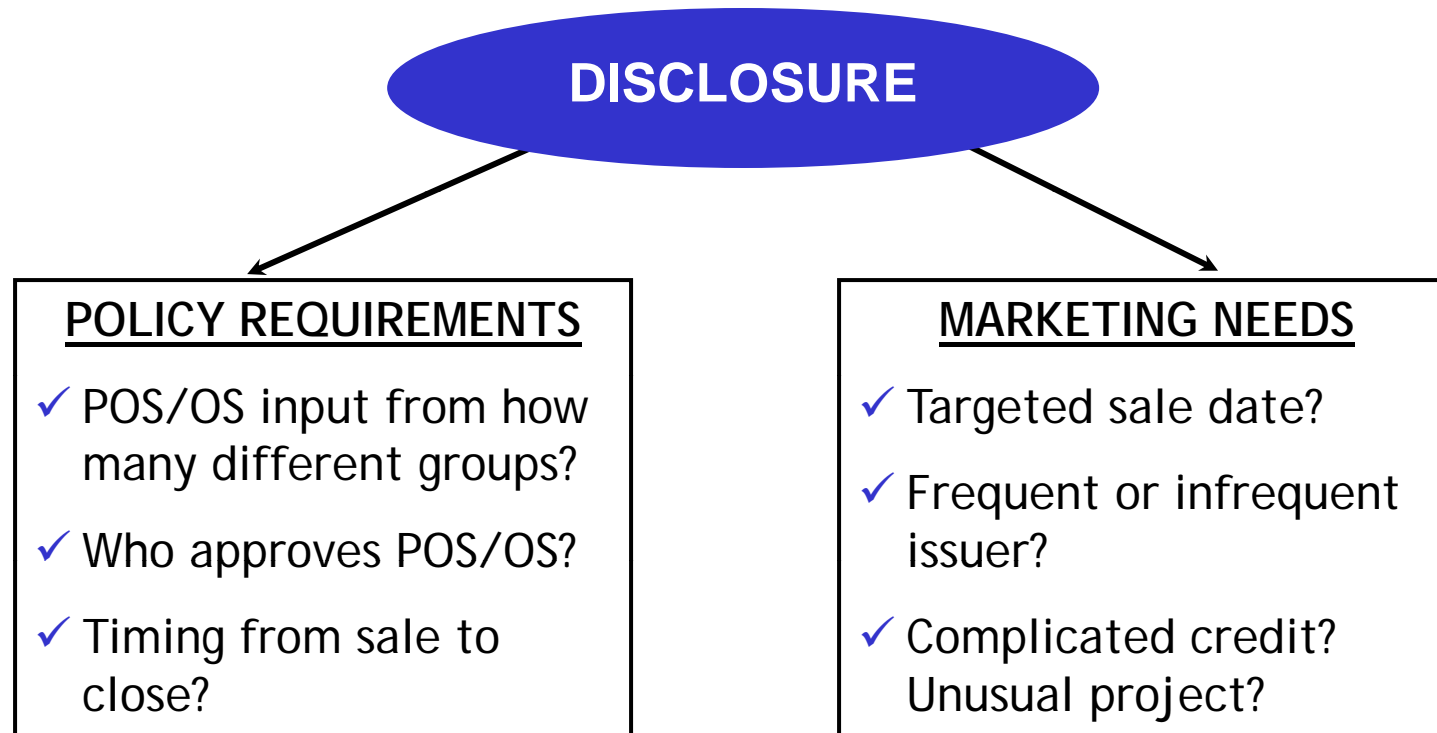 DISCLOSURE
POLICY REQUIREMENTS
✓ POS/OS input from how
many different groups?
✓ Who approves POS/OS?
✓ Timing from sale to
close?
MARKETING NEEDS
✓ Targeted sale date?
✓ Frequent or infrequent
issuer?
✓ Complicated credit?
Unusual project?